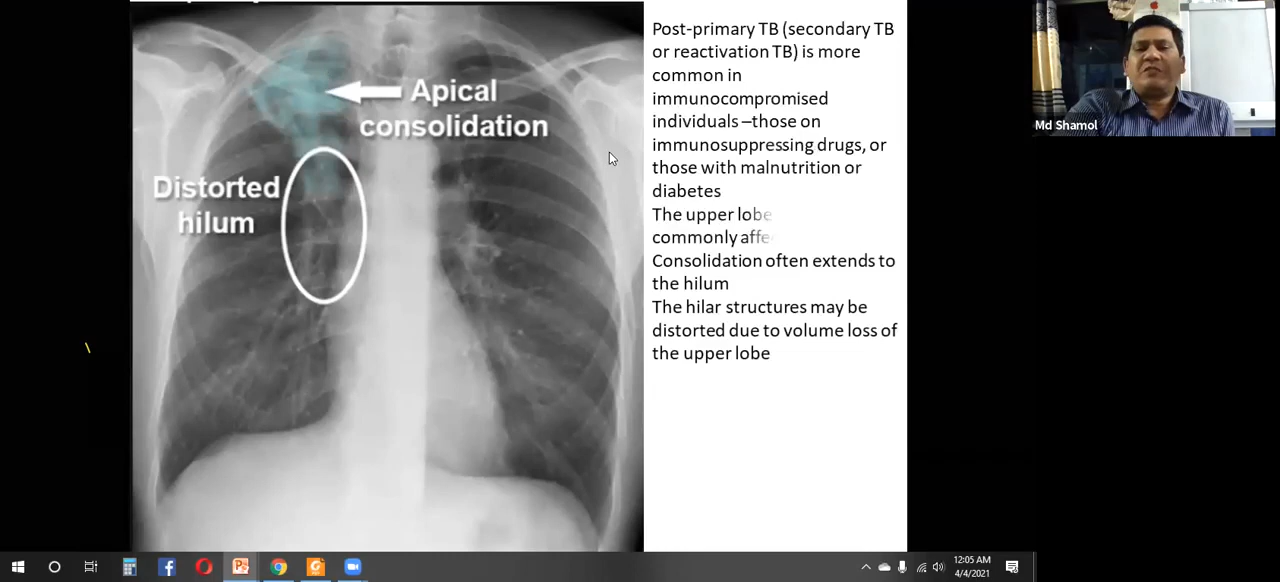 Apical
consolidation
Distorted
hilum
Post-primary TB (secondary TB
or reactivation TB) is more
common in
immunocompromised
individuals –those on
immunosuppressing drugs, or
those with malnutrition or
diabetes
The upper lobe
commonly affe
Consolidation often extends to
the hilum
The hilar structures may be
distorted due to volume loss of
the upper lobe
Md Shamol
12:05 AM
4/4/2021